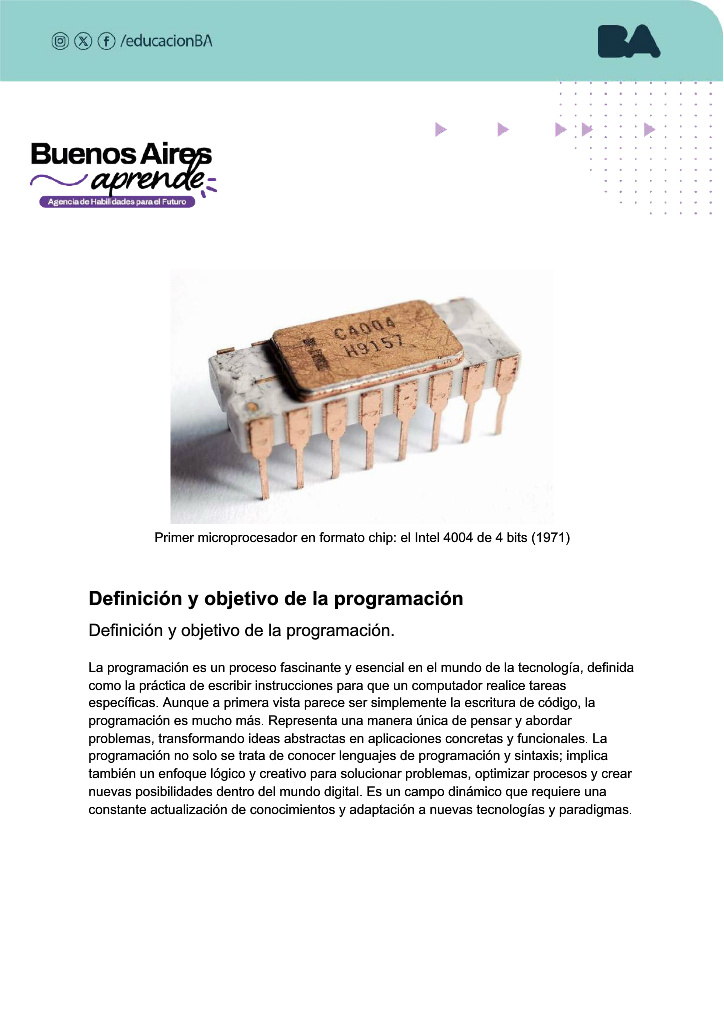 /educacionBA
BA
Buenos Aires
aprende
Agencia de Habilidades para el Futuro
C4004
H9157
Primer microprocesador en formato chip: el Intel 4004 de 4 bits (1971)
Definición y objetivo de la programación
Definición y objetivo de la programación.
La programación es un proceso fascinante y esencial en el mundo de la tecnología, definida
como la práctica de escribir instrucciones para que un computador realice tareas
específicas. Aunque a primera vista parece ser simplemente la escritura de código, la
programación es mucho más. Representa una manera única de pensar y abordar
problemas, transformando ideas abstractas en aplicaciones concretas y funcionales. La
programación no solo se trata de conocer lenguajes de programación y sintaxis; implica
también un enfoque lógico y creativo para solucionar problemas, optimizar procesos y crear
nuevas posibilidades dentro del mundo digital. Es un campo dinámico que requiere una
constante actualización de conocimientos y adaptación a nuevas tecnologías y paradigmas.